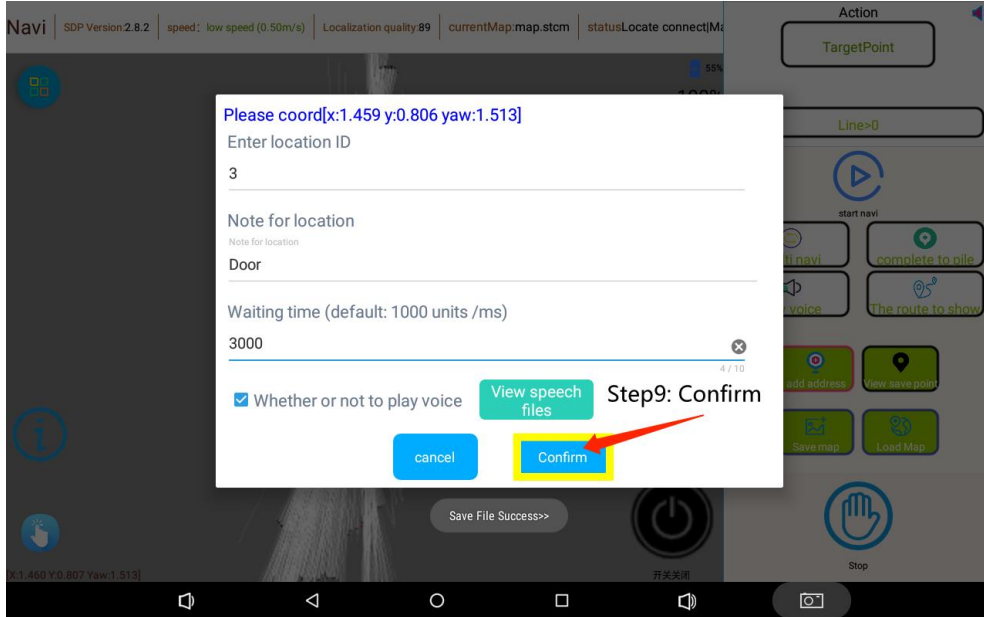 Navi SDP Version:2.8.2 speed: low speed (0.50m/s) Localization quality:89 currentMap:map.stcm statusLocate connect|Ma
Action
TargetPoint
55%
Line>0
start navi
ti navi
complete to pile
voice
The route to show
add address
View save point
Save map
Load Map
Stop
Please coord[x:1.459 y:0.806 yaw:1.513]
Enter location ID
3
Note for location
Note for location
Door
Waiting time (default: 1000 units /ms)
3000
4 / 10
Whether or not to play voice
View speech
files
Step9: Confirm
cancel
Confirm
Save File Success>>
[X:1.460 Y:0.807 Yaw:1.513]
开关关闭